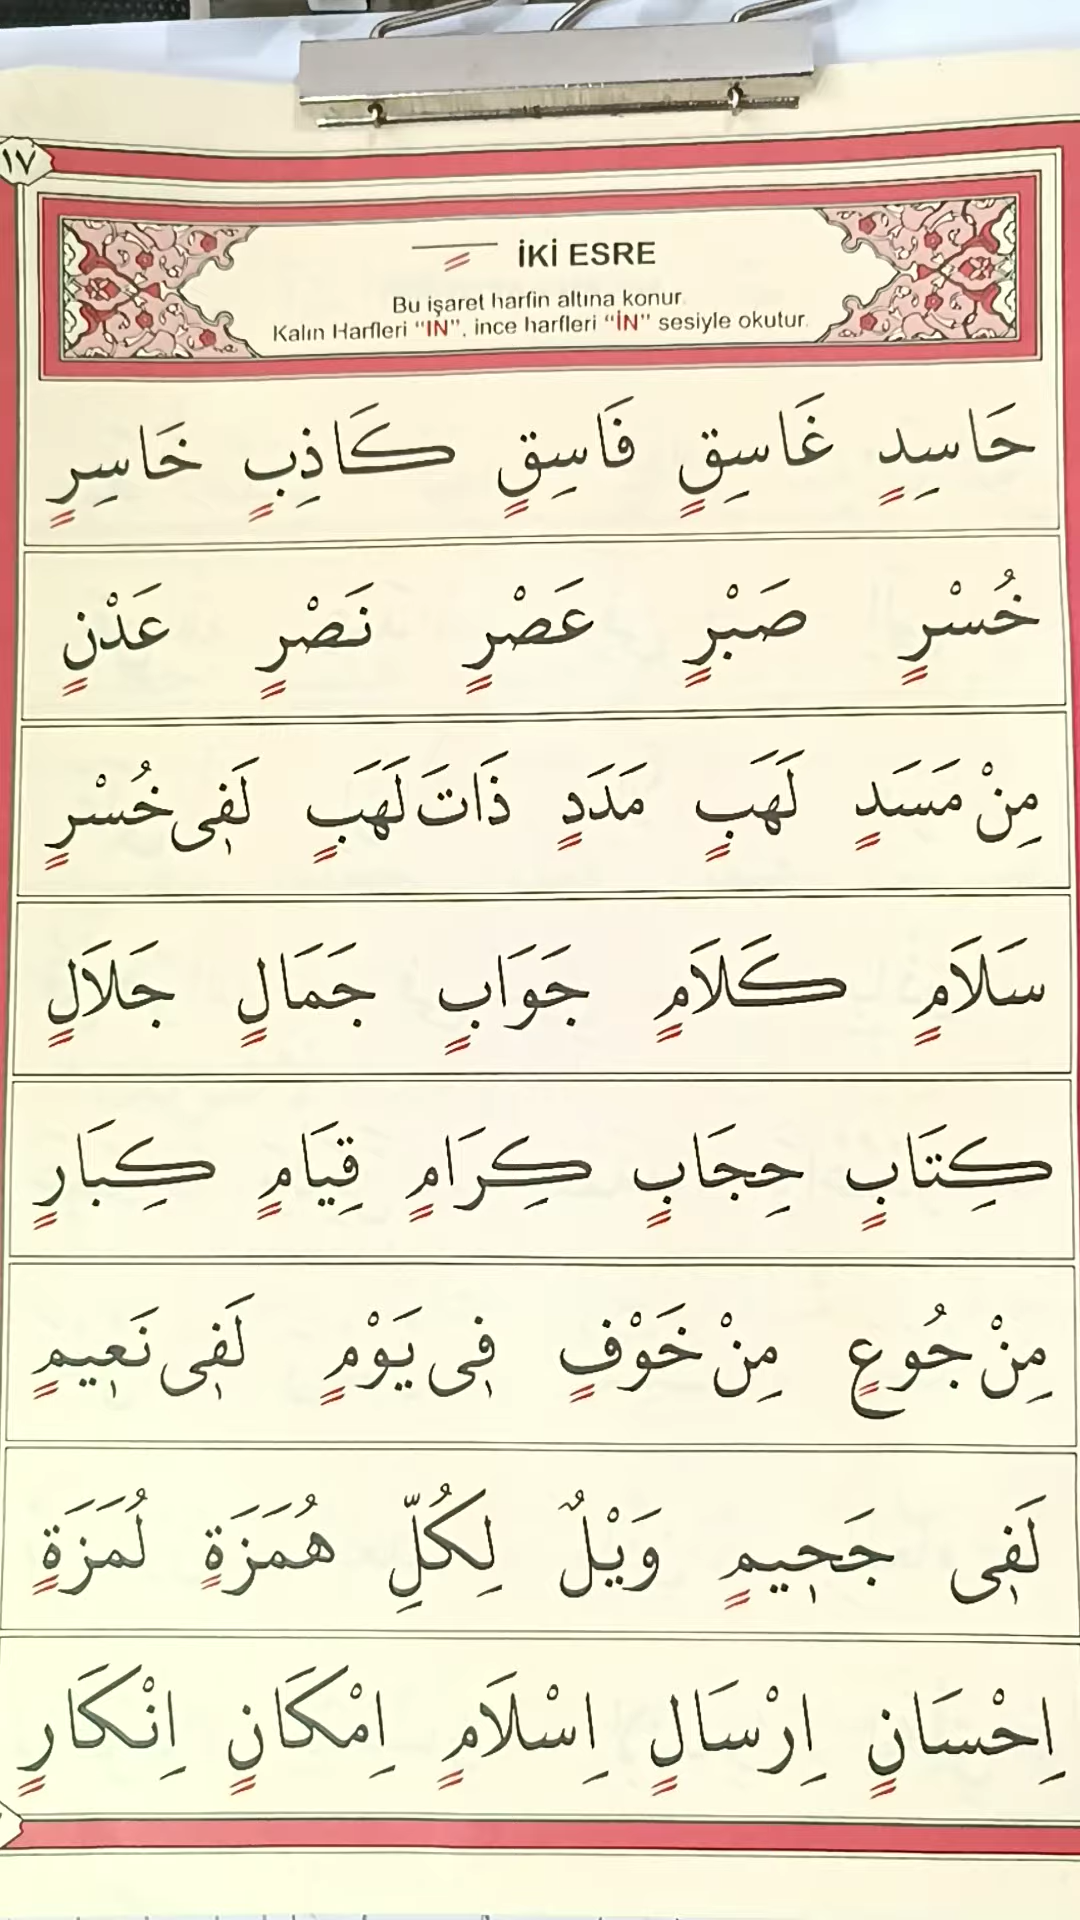 ١٧
İKİ ESRE
Bu işaret harfin altına konur.
Kalın Harfleri “IN”, ince harfleri “İN” sesiyle okutur.
حَاسِدٍ غَاسِقٍ فَاسِقٍ كَاذِبٍ خَاسِرٍ
خُسْرٍ صَبْرٍ عَصْرٍ نَصْرٍ عَدْنٍ
مِنْ مَسَدٍ لَهَبٍ مَدَدٍ ذَاتَ لَهَبٍ لَفٖى خُسْرٍ
سَلَامٍ كَلَامٍ جَوَابٍ جَمَالٍ جَلَالٍ
كِتَابٍ حِجَابٍ كِرَامٍ قِيَامٍ كِبَارٍ
مِنْ جُوعٍ مِنْ خَوْفٍ فٖى يَوْمٍ لَفٖى نَعٖيمٍ
لَفٖى جَحٖيمٍ وَيْلٌ لِكُلِّ هُمَزَةٍ لُمَزَةٍ
اِحْسَانٍ اِرْسَالٍ اِسْلَامٍ اِمْكَانٍ اِنْكَارٍ